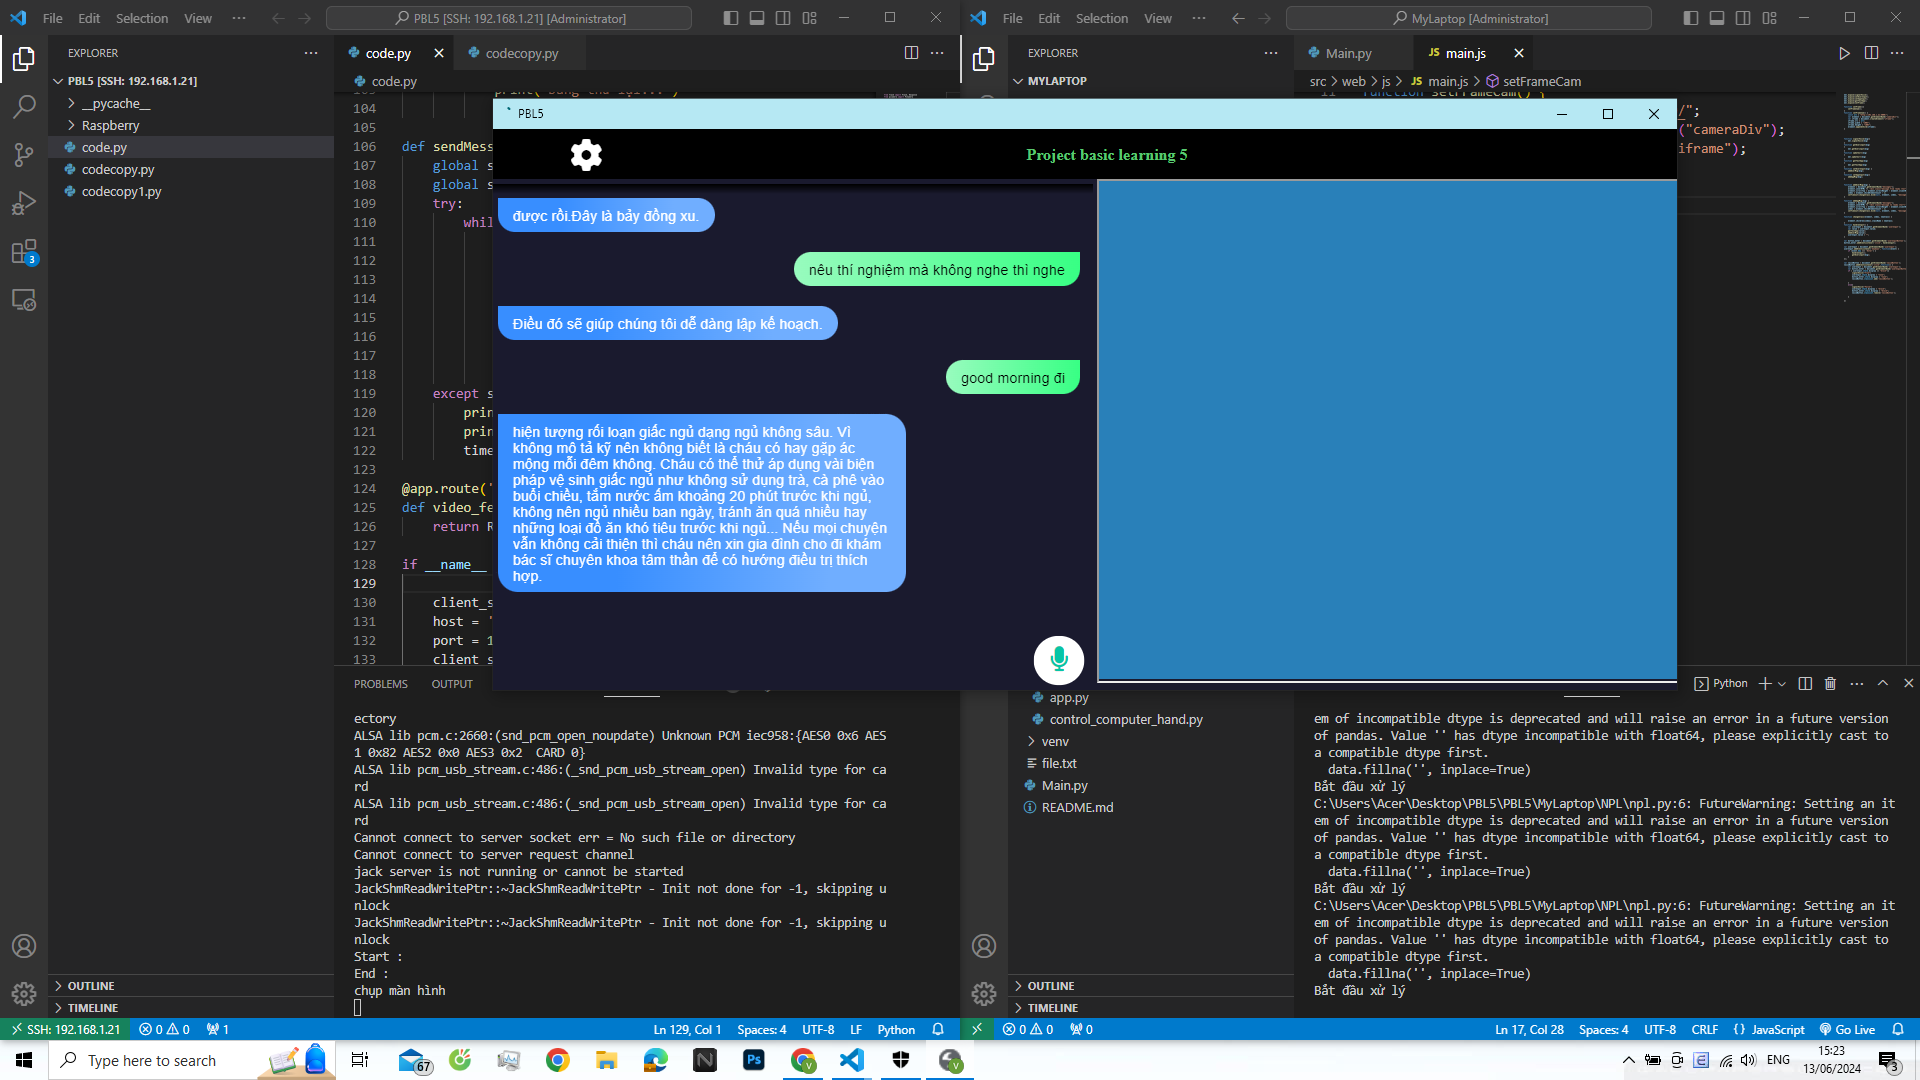 File Edit Selection View ··· PBL5 [SSH: 192.168.1.21] [Administrator]
EXPLORER
PBL5 [SSH: 192.168.1.21]
__pycache__
Raspberry
code.py
codecopy.py
codecopy1.py
OUTLINE
TIMELINE
code.py codecopy.py
code.py
104
105
106 def sendMess
107 global s
108 global s
109 try:
110 whil
111
112
113
114
115
116
117
118
119 except s
120 prin
121 prin
122 time
123
124 @app.route('
125 def video_fe
126 return R
127
128 if __name__
129
130 client_s
131 host = '
132 port = 1
133 client s
PROBLEMS OUTPUT
ectory
ALSA lib pcm.c:2660:(snd_pcm_open_noupdate) Unknown PCM iec958:{AES0 0x6 AES
1 0x82 AES2 0x0 AES3 0x2  CARD 0}
ALSA lib pcm_usb_stream.c:486:(_snd_pcm_usb_stream_open) Invalid type for ca
rd
ALSA lib pcm_usb_stream.c:486:(_snd_pcm_usb_stream_open) Invalid type for ca
rd
Cannot connect to server socket err = No such file or directory
Cannot connect to server request channel
jack server is not running or cannot be started
JackShmReadWritePtr::~JackShmReadWritePtr - Init not done for -1, skipping u
nlock
JackShmReadWritePtr::~JackShmReadWritePtr - Init not done for -1, skipping u
nlock
Start :
End :
chụp màn hình
SSH: 192.168.1.21 0 0 1 Ln 129, Col 1 Spaces: 4 UTF-8 LF Python
PBL5
Project basic learning 5
được rồi.Đây là bảy đồng xu.
nêu thí nghiệm mà không nghe thì nghe
Điều đó sẽ giúp chúng tôi dễ dàng lập kế hoạch.
good morning đi
hiện tượng rối loạn giấc ngủ dạng ngủ không sâu. Vì
không mô tả kỹ nên không biết là cháu có hay gặp ác
mộng mỗi đêm không. Cháu có thể thử áp dụng vài biện
pháp vệ sinh giấc ngủ như không sử dụng trà, cà phê vào
buổi chiều, tắm nước ấm khoảng 20 phút trước khi ngủ,
không nên ngủ nhiều ban ngày, tránh ăn quá nhiều hay
những loại đồ ăn khó tiêu trước khi ngủ... Nếu mọi chuyện
vẫn không cải thiện thì cháu nên xin gia đình cho đi khám
bác sĩ chuyên khoa tâm thần để có hướng điều trị thích
hợp.
File Edit Selection View ··· MyLaptop [Administrator]
EXPLORER
MYLAPTOP
app.py
control_computer_hand.py
venv
file.txt
Main.py
README.md
OUTLINE
TIMELINE
Main.py JS main.js
src > web > js > JS main.js > setFrameCam
/";
("cameraDiv");
iframe");
Python
em of incompatible dtype is deprecated and will raise an error in a future version
of pandas. Value '' has dtype incompatible with float64, please explicitly cast to
a compatible dtype first.
data.fillna('', inplace=True)
Bắt đầu xử lý
C:\Users\Acer\Desktop\PBL5\PBL5\MyLaptop\NPL\npl.py:6: FutureWarning: Setting an it
em of incompatible dtype is deprecated and will raise an error in a future version
of pandas. Value '' has dtype incompatible with float64, please explicitly cast to
a compatible dtype first.
data.fillna('', inplace=True)
Bắt đầu xử lý
C:\Users\Acer\Desktop\PBL5\PBL5\MyLaptop\NPL\npl.py:6: FutureWarning: Setting an it
em of incompatible dtype is deprecated and will raise an error in a future version
of pandas. Value '' has dtype incompatible with float64, please explicitly cast to
a compatible dtype first.
data.fillna('', inplace=True)
Bắt đầu xử lý
0 0 0 Ln 17, Col 28 Spaces: 4 UTF-8 CRLF {} JavaScript Go Live
Type here to search
67
Ps
ENG
15:23
13/06/2024
3